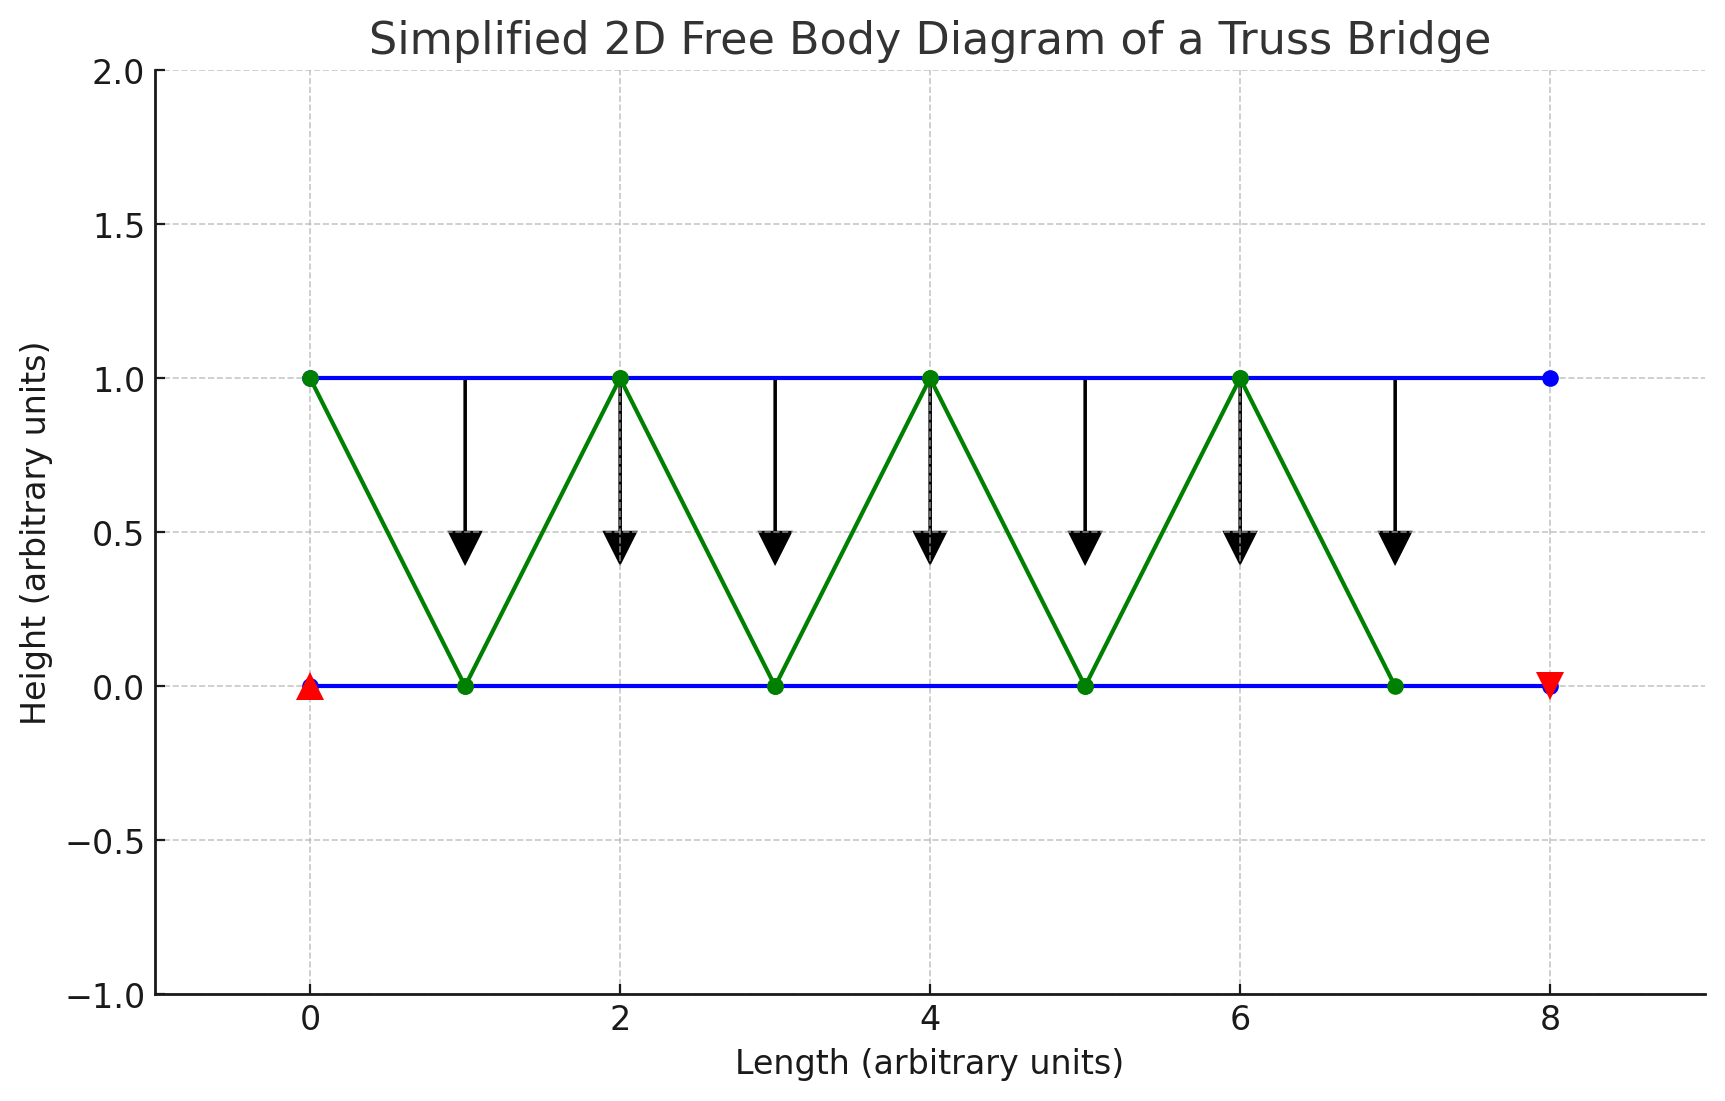 Simplified 2D Free Body Diagram of a Truss Bridge
2.0
1.5
1.0
0.5
0.0
−0.5
−1.0
Height (arbitrary units)
0 2 4 6 8
Length (arbitrary units)